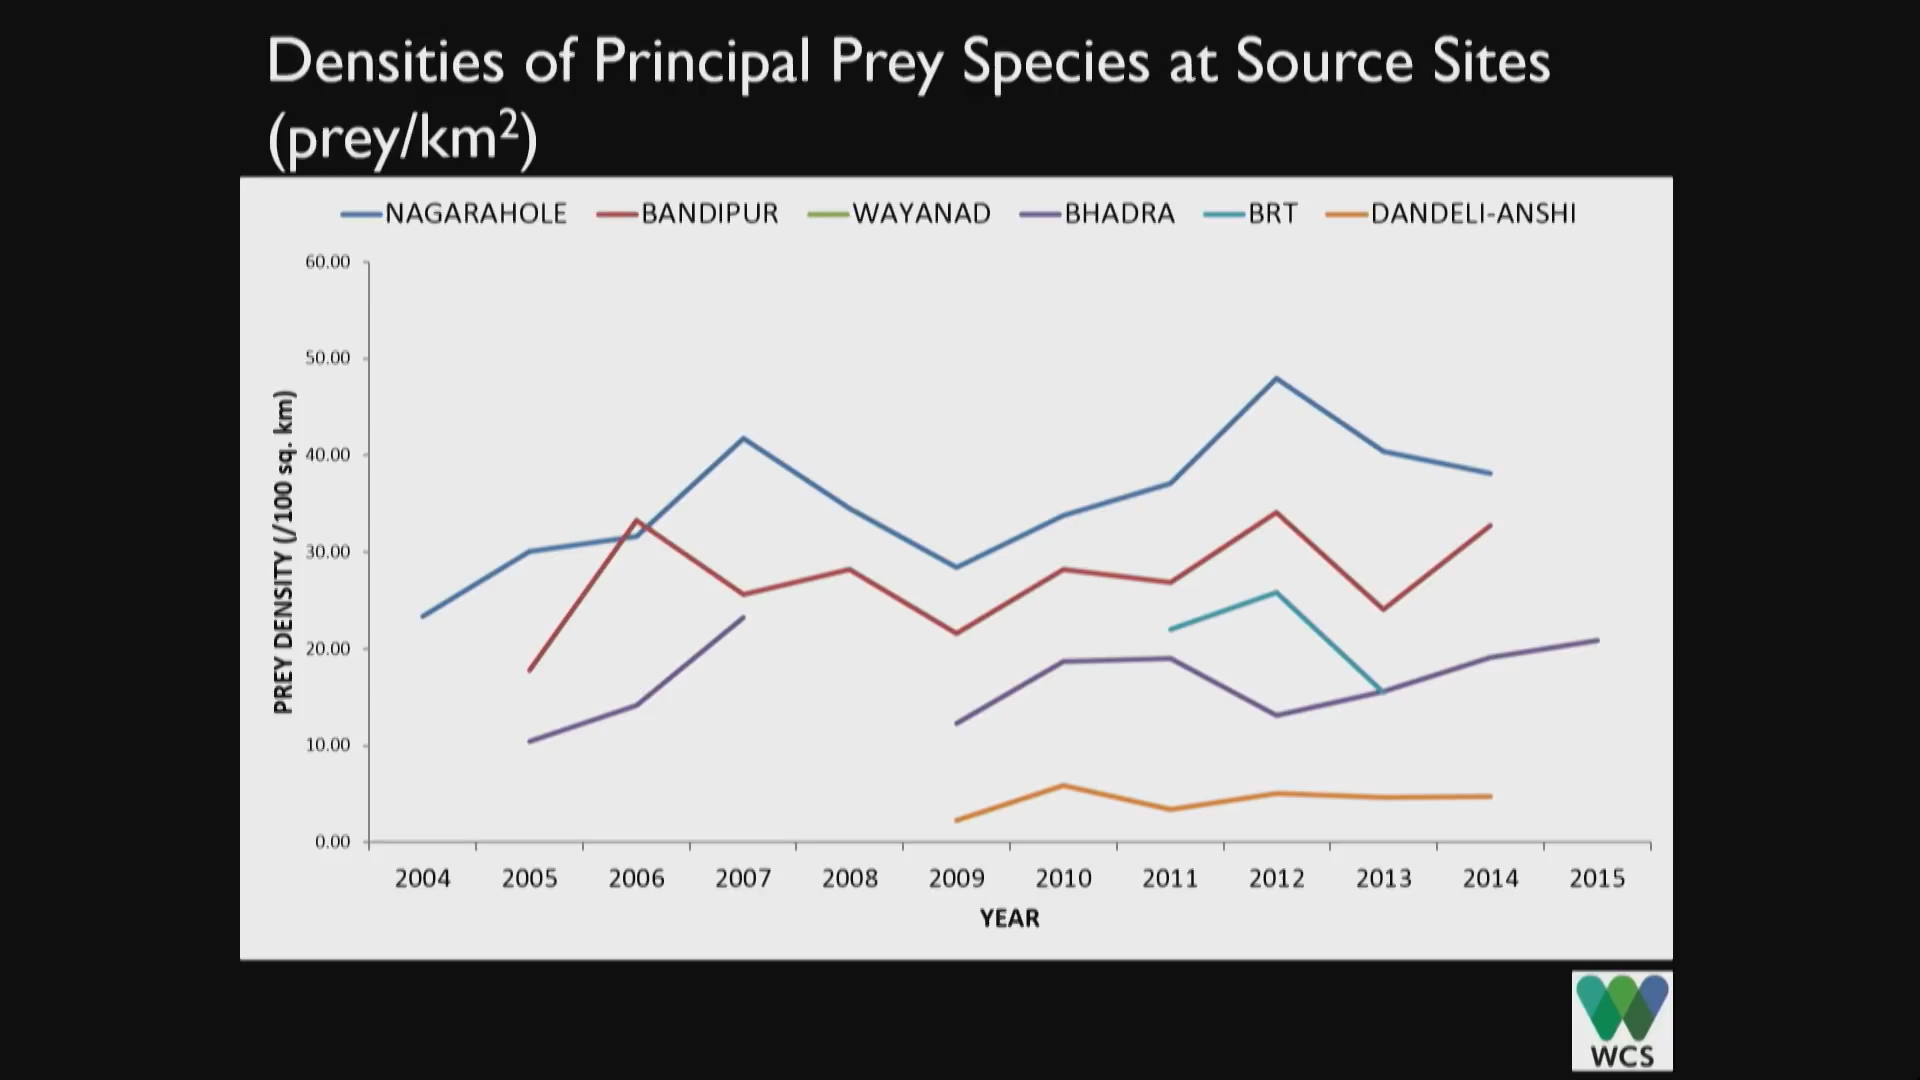 Densities of Principal Prey Species at Source Sites
(prey/km²)
NAGARAHOLE BANDIPUR WAYANAD BHADRA BRT DANDELI-ANSHI
PREY DENSITY (/100 sq. km)
60.00
50.00
40.00
30.00
20.00
10.00
0.00
2004 2005 2006 2007 2008 2009 2010 2011 2012 2013 2014 2015
YEAR
WCS